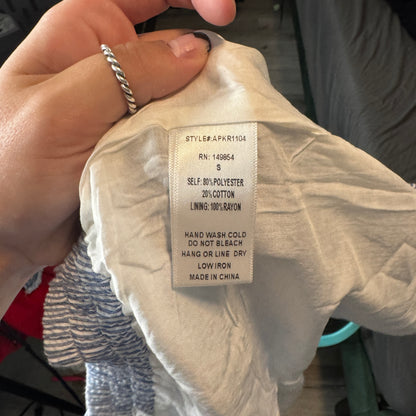 STYLE#:APKR1104
RN: 149854
S
SELF: 80%POLYESTER
20%COTTON
LINING: 100%RAYON
HAND WASH COLD
DO NOT BLEACH
HANG OR LINE DRY
LOW IRON
MADE IN CHINA